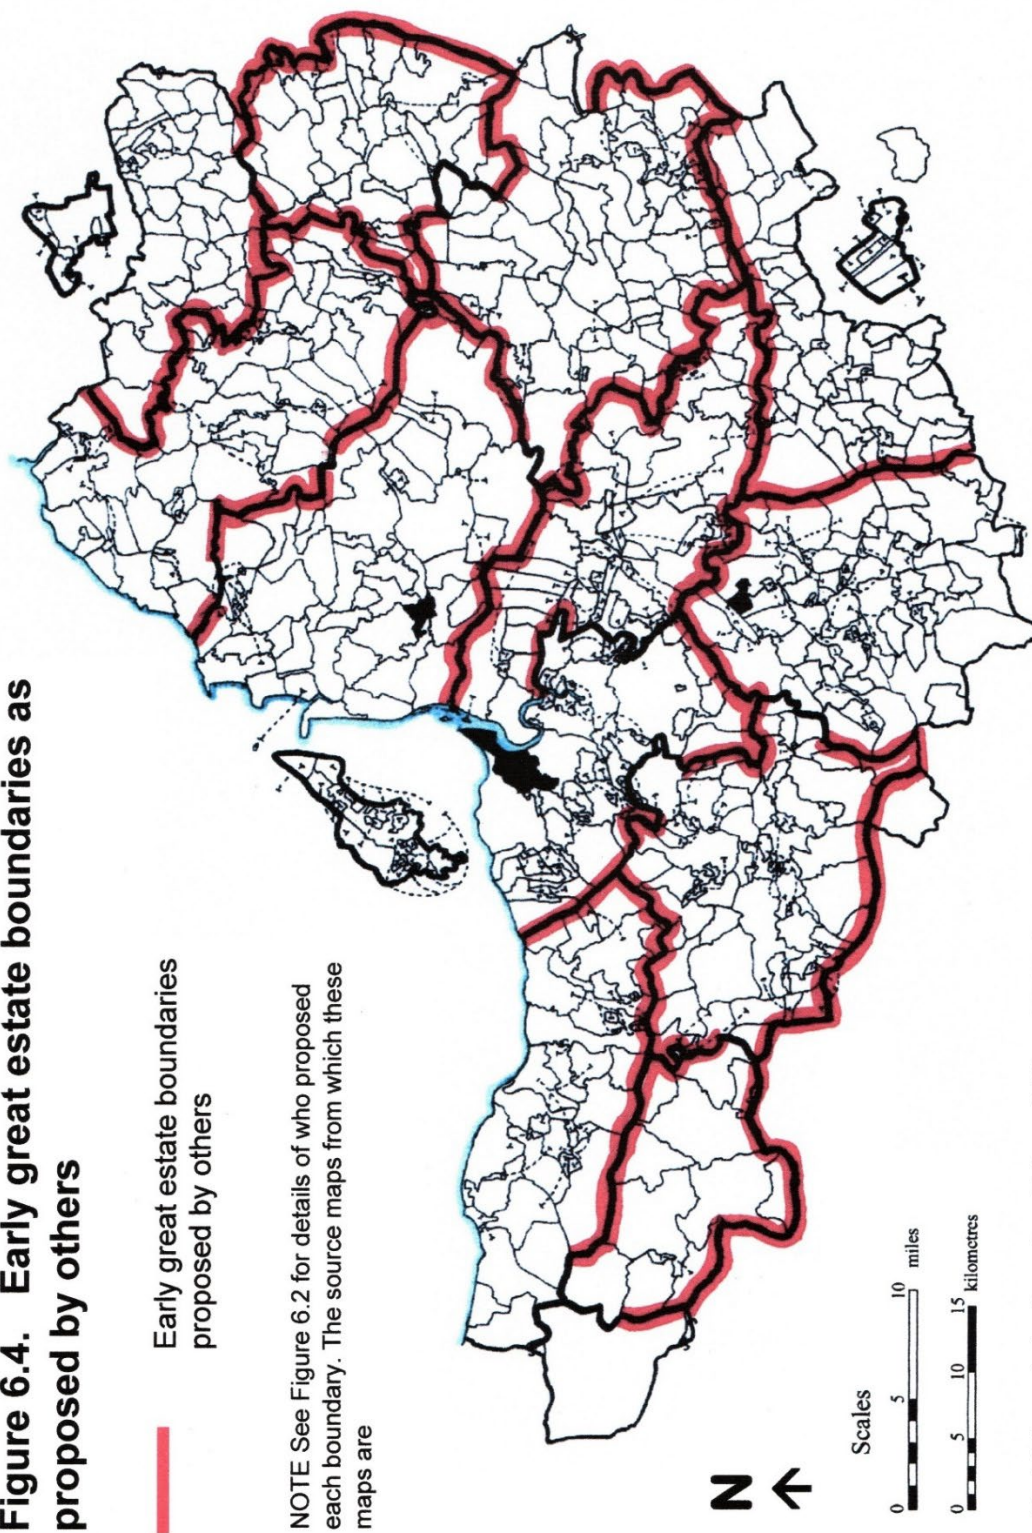 Figure 6.4. Early great estate boundaries as
proposed by others
Early great estate boundaries
proposed by others
NOTE See Figure 6.2 for details of who proposed
each boundary. The source maps from which these
maps are
N
Scales
0 5 10 miles
0 5 10 15 kilometres